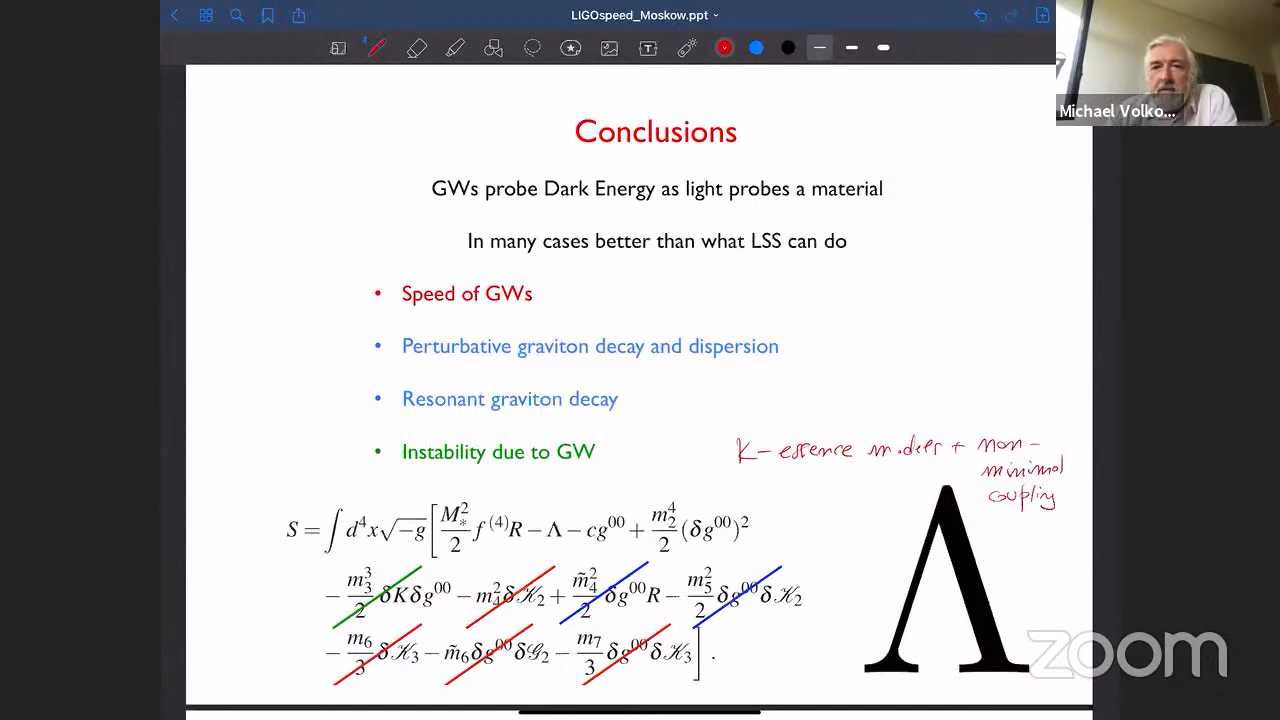 LIGOspeed_Moskow.ppt
Michael Volko...
Conclusions
GWs probe Dark Energy as light probes a material
In many cases better than what LSS can do
• Speed of GWs
• Perturbative graviton decay and dispersion
• Resonant graviton decay
• Instability due to GW
K-essence models + non-
minimal
coupling
S = ∫ d⁴x√−g [ M²_*/2 f ⁽⁴⁾R − Λ − cg⁰⁰ + m₂⁴/2 (δg⁰⁰)²
− m₃³/2 δKδg⁰⁰ − m₄²δ𝒦₂ + m̃₄²/2 δg⁰⁰R − m₅²/2 δg⁰⁰δ𝒦₂
− m₆/3 δ𝒦₃ − m̃₆δg⁰⁰δ𝒢₂ − m₇/3 δg⁰⁰δ𝒦₃ ] .
Λ
zoom